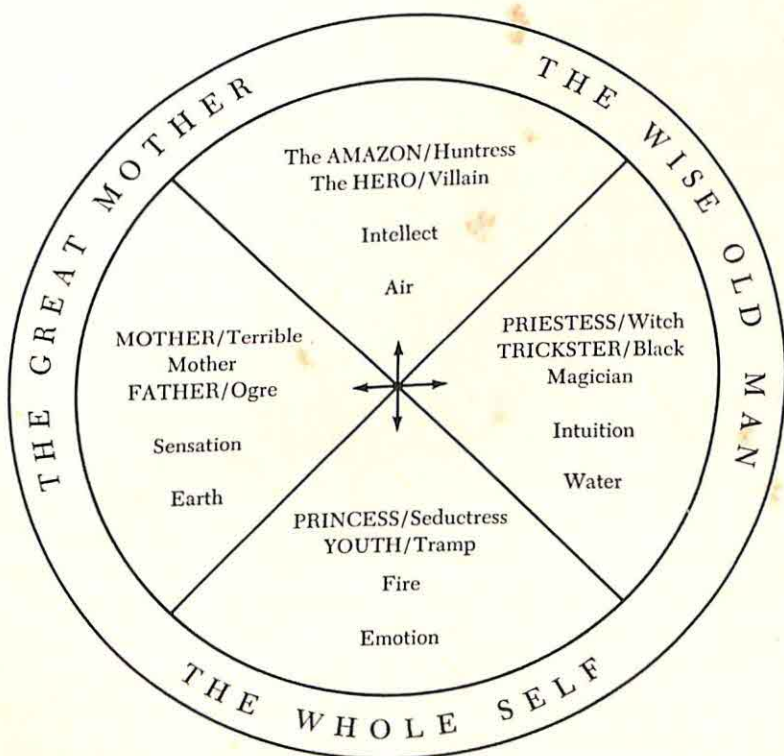 THE GREAT MOTHER
THE WISE OLD MAN
The AMAZON/Huntress
The HERO/Villain
Intellect
Air
MOTHER/Terrible
Mother
FATHER/Ogre
Sensation
Earth
PRIESTESS/Witch
TRICKSTER/Black
Magician
Intuition
Water
PRINCESS/Seductress
YOUTH/Tramp
Fire
Emotion
THE WHOLE SELF